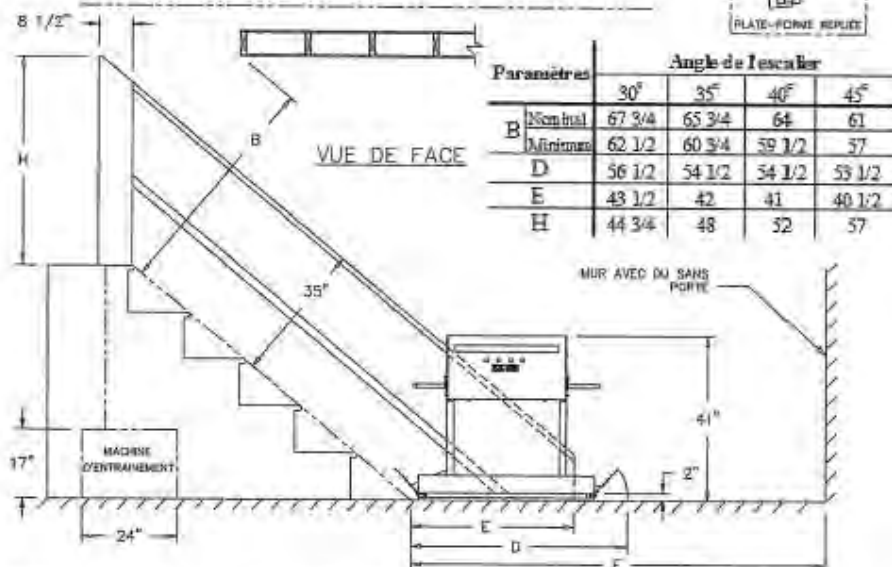 8 1/2"
PLATE-FORME REPLIÉE
Paramètres
Angle de l'escalier
30° 35° 40° 45°
B Nominal 67 3/4 65 3/4 64 61
Minimum 62 1/2 60 3/4 59 1/2 57
D 56 1/2 54 1/2 54 1/2 53 1/2
E 43 1/2 42 41 40 1/2
H 44 3/4 48 52 57
H
B
VUE DE FACE
35"
MUR AVEC OU SANS
PORTE
41"
17"
MACHINE
D'ENTRAINEMENT
2"
24"
E
D